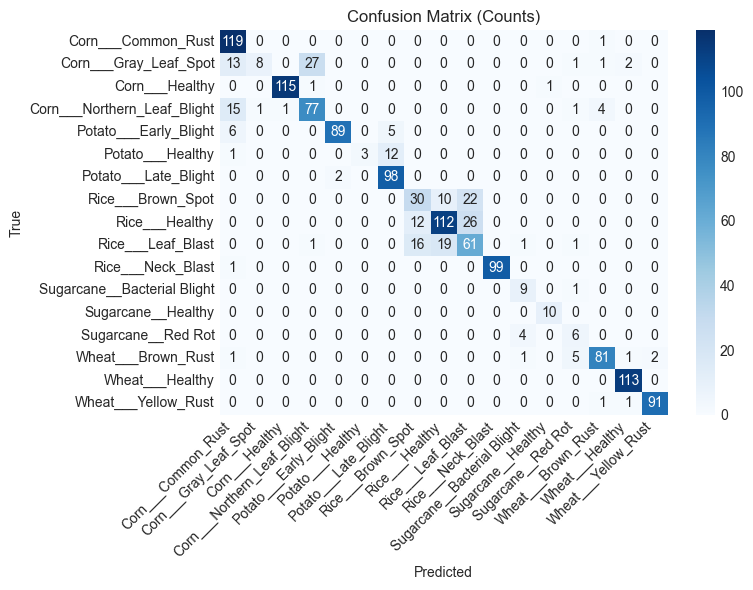 Confusion Matrix (Counts)
Corn___Common_Rust 119 0 0 0 0 0 0 0 0 0 0 0 0 0 1 0 0
Corn___Gray_Leaf_Spot 13 8 0 27 0 0 0 0 0 0 0 0 0 1 1 2 0
Corn___Healthy 0 0 115 1 0 0 0 0 0 0 0 0 1 0 0 0 0
Corn___Northern_Leaf_Blight 15 1 1 77 0 0 0 0 0 0 0 0 0 1 4 0 0
Potato___Early_Blight 6 0 0 0 89 0 5 0 0 0 0 0 0 0 0 0 0
Potato___Healthy 1 0 0 0 0 3 12 0 0 0 0 0 0 0 0 0 0
Potato___Late_Blight 0 0 0 0 2 0 98 0 0 0 0 0 0 0 0 0 0
Rice___Brown_Spot 0 0 0 0 0 0 0 30 10 22 0 0 0 0 0 0 0
Rice___Healthy 0 0 0 0 0 0 0 12 112 26 0 0 0 0 0 0 0
Rice___Leaf_Blast 0 0 0 1 0 0 0 16 19 61 0 1 0 1 0 0 0
Rice___Neck_Blast 1 0 0 0 0 0 0 0 0 0 99 0 0 0 0 0 0
Sugarcane__Bacterial Blight 0 0 0 0 0 0 0 0 0 0 0 9 0 1 0 0 0
Sugarcane__Healthy 0 0 0 0 0 0 0 0 0 0 0 0 10 0 0 0 0
Sugarcane__Red Rot 0 0 0 0 0 0 0 0 0 0 0 4 0 6 0 0 0
Wheat___Brown_Rust 1 0 0 0 0 0 0 0 0 0 0 1 0 5 81 1 2
Wheat___Healthy 0 0 0 0 0 0 0 0 0 0 0 0 0 0 0 113 0
Wheat___Yellow_Rust 0 0 0 0 0 0 0 0 0 0 0 0 0 0 1 1 91
True
Corn___Common_Rust
Corn___Gray_Leaf_Spot
Corn___Healthy
Corn___Northern_Leaf_Blight
Potato___Early_Blight
Potato___Healthy
Potato___Late_Blight
Rice___Brown_Spot
Rice___Healthy
Rice___Leaf_Blast
Rice___Neck_Blast
Sugarcane__Bacterial Blight
Sugarcane__Healthy
Sugarcane__Red Rot
Wheat___Brown_Rust
Wheat___Healthy
Wheat___Yellow_Rust
Predicted
100
80
60
40
20
0